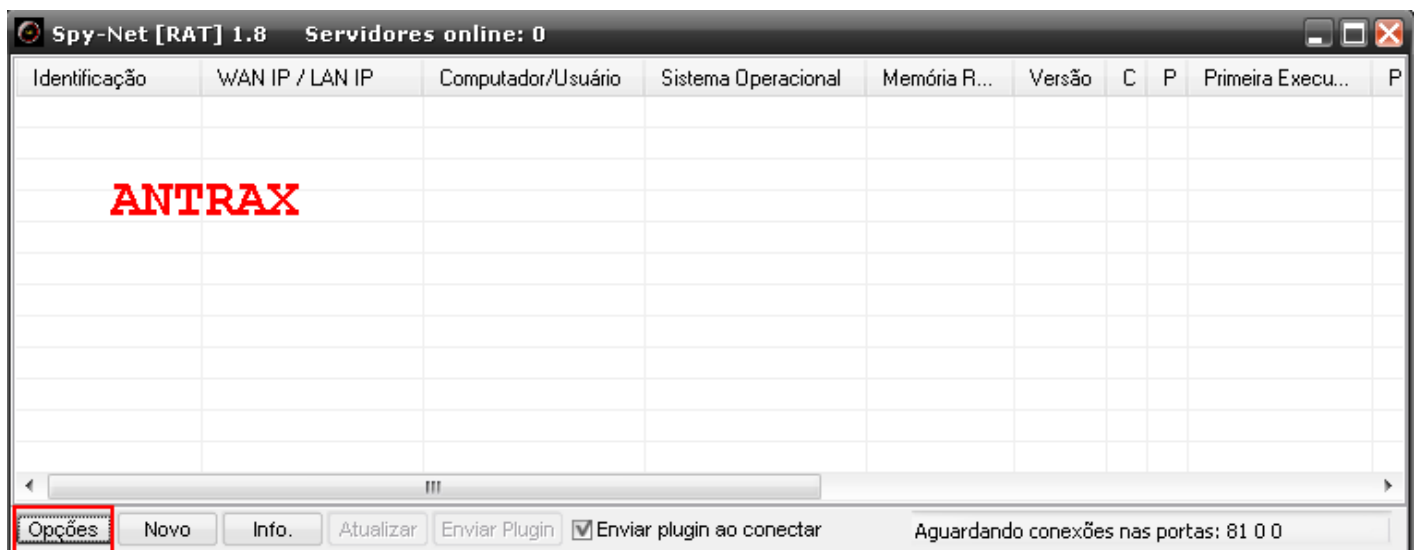 Spy-Net [RAT] 1.8 Servidores online: 0
Identificação WAN IP / LAN IP Computador/Usuário Sistema Operacional Memória R... Versão C P Primeira Execu... P
ANTRAX
Opções Novo Info. Atualizar Enviar Plugin Enviar plugin ao conectar Aguardando conexões nas portas: 81 0 0